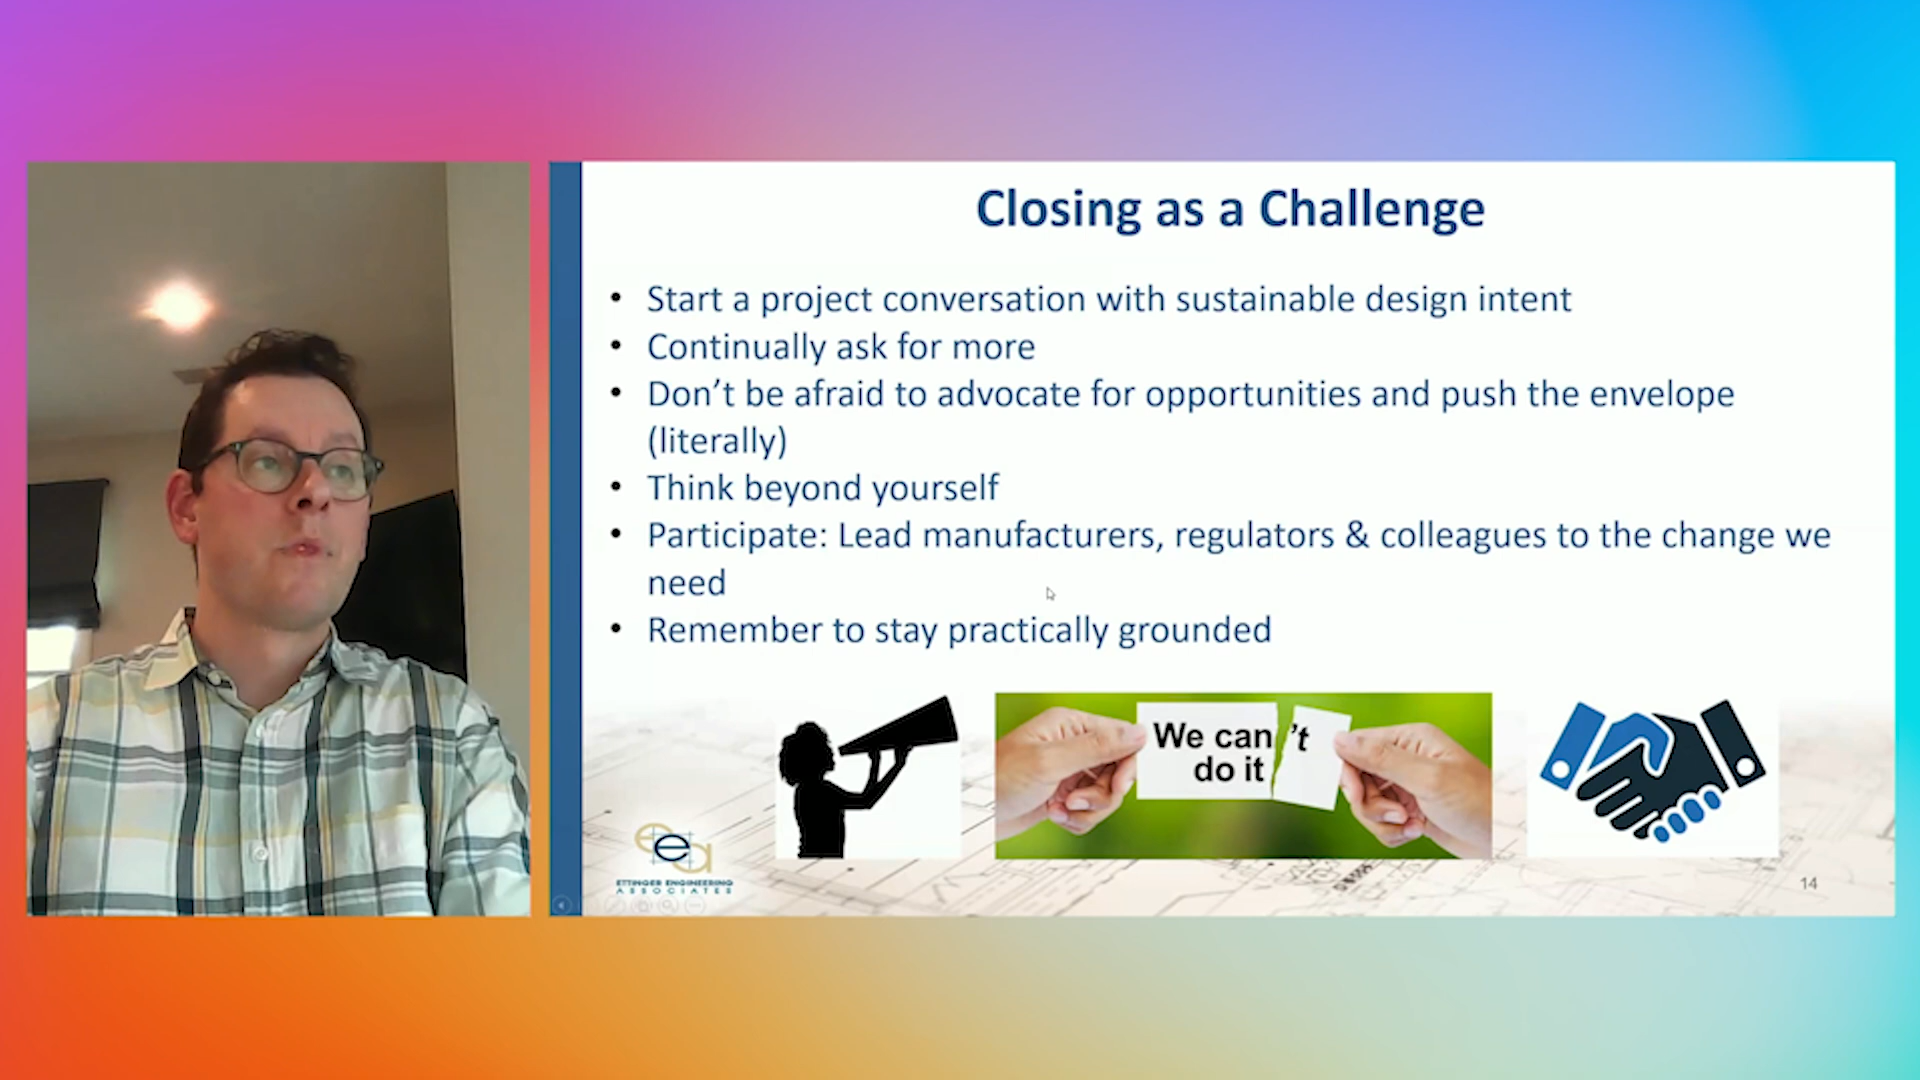 Closing as a Challenge
• Start a project conversation with sustainable design intent
• Continually ask for more
• Don’t be afraid to advocate for opportunities and push the envelope
(literally)
• Think beyond yourself
• Participate: Lead manufacturers, regulators & colleagues to the change we
need
• Remember to stay practically grounded
We can’t
do it
eea
ETTINGER ENGINEERING
ASSOCIATES
14